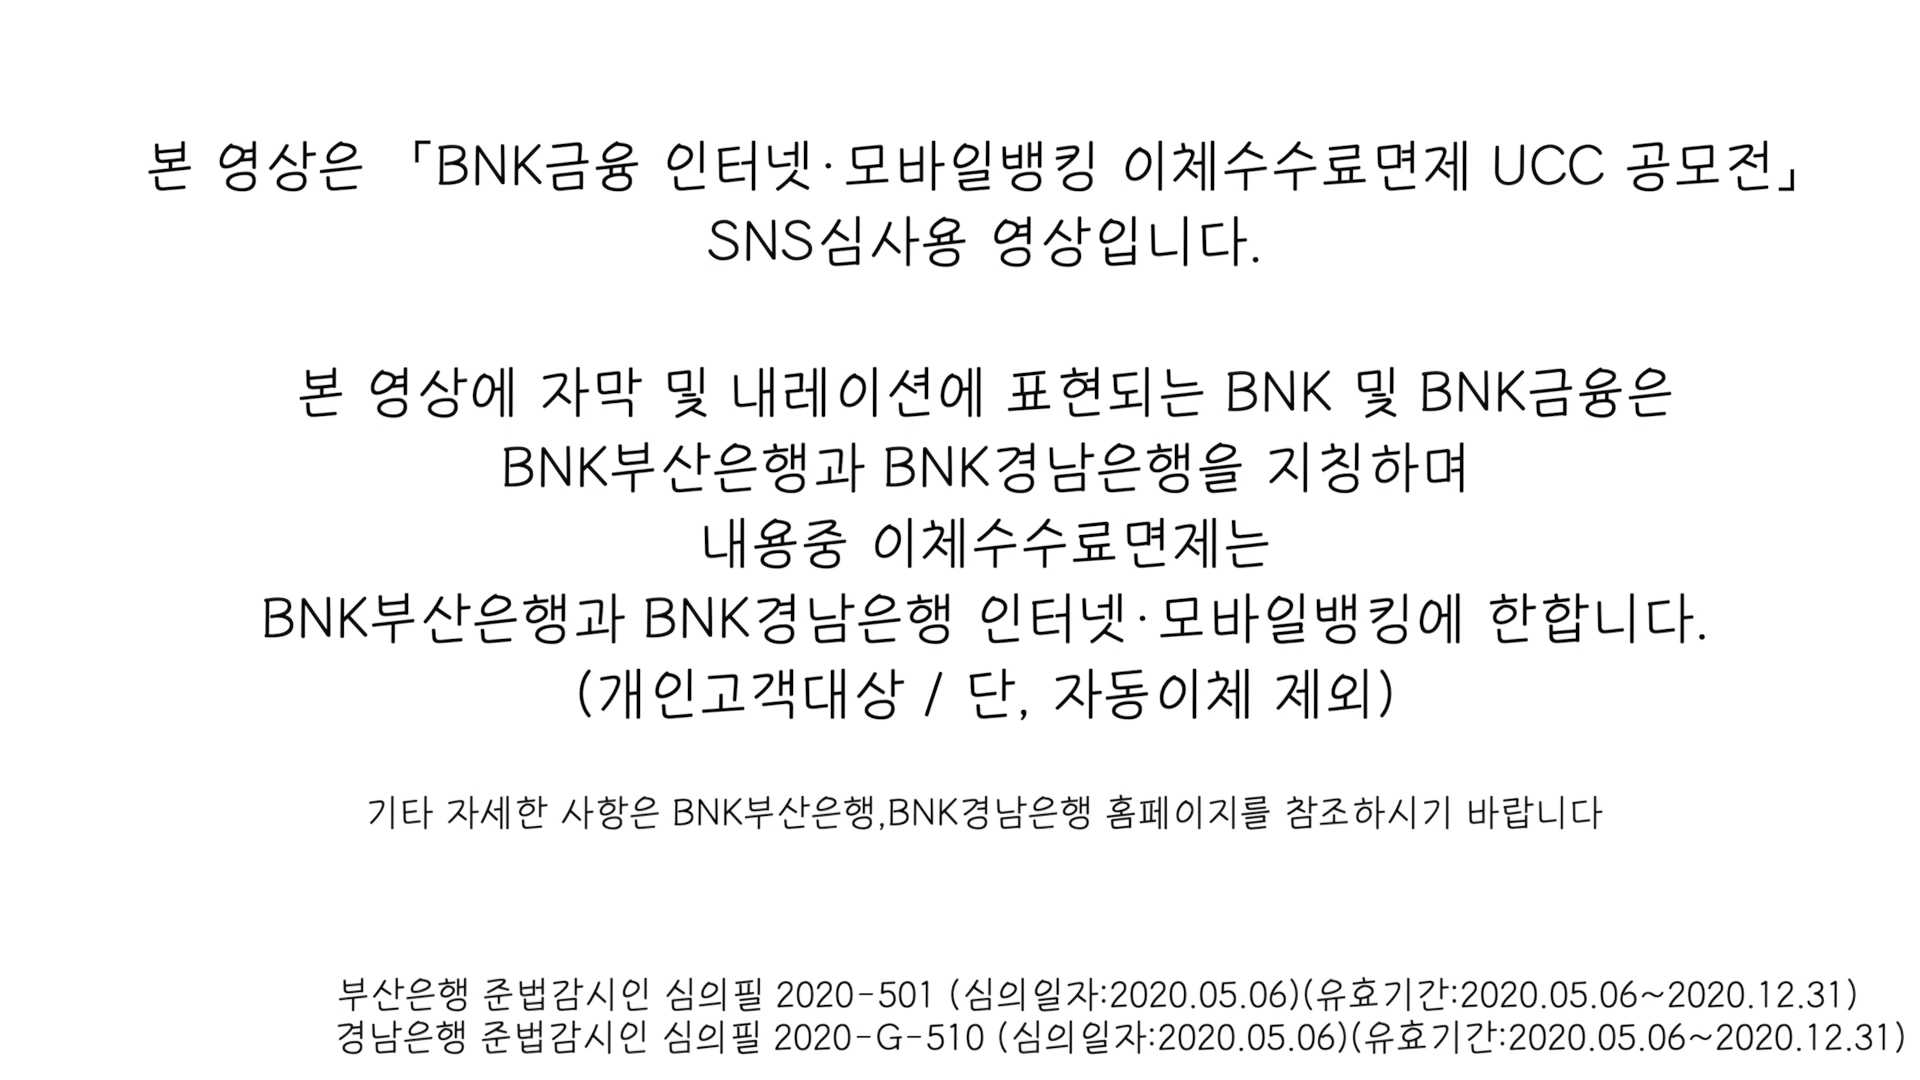 본 영상은 「BNK금융 인터넷·모바일뱅킹 이체수수료면제 UCC 공모전」
SNS심사용 영상입니다.
본 영상에 자막 및 내레이션에 표현되는 BNK 및 BNK금융은
BNK부산은행과 BNK경남은행을 지칭하며
내용중 이체수수료면제는
BNK부산은행과 BNK경남은행 인터넷·모바일뱅킹에 한합니다.
(개인고객대상 / 단, 자동이체 제외)
기타 자세한 사항은 BNK부산은행,BNK경남은행 홈페이지를 참조하시기 바랍니다
부산은행 준법감시인 심의필 2020-501 (심의일자:2020.05.06)(유효기간:2020.05.06~2020.12.31)
경남은행 준법감시인 심의필 2020-G-510 (심의일자:2020.05.06)(유효기간:2020.05.06~2020.12.31)